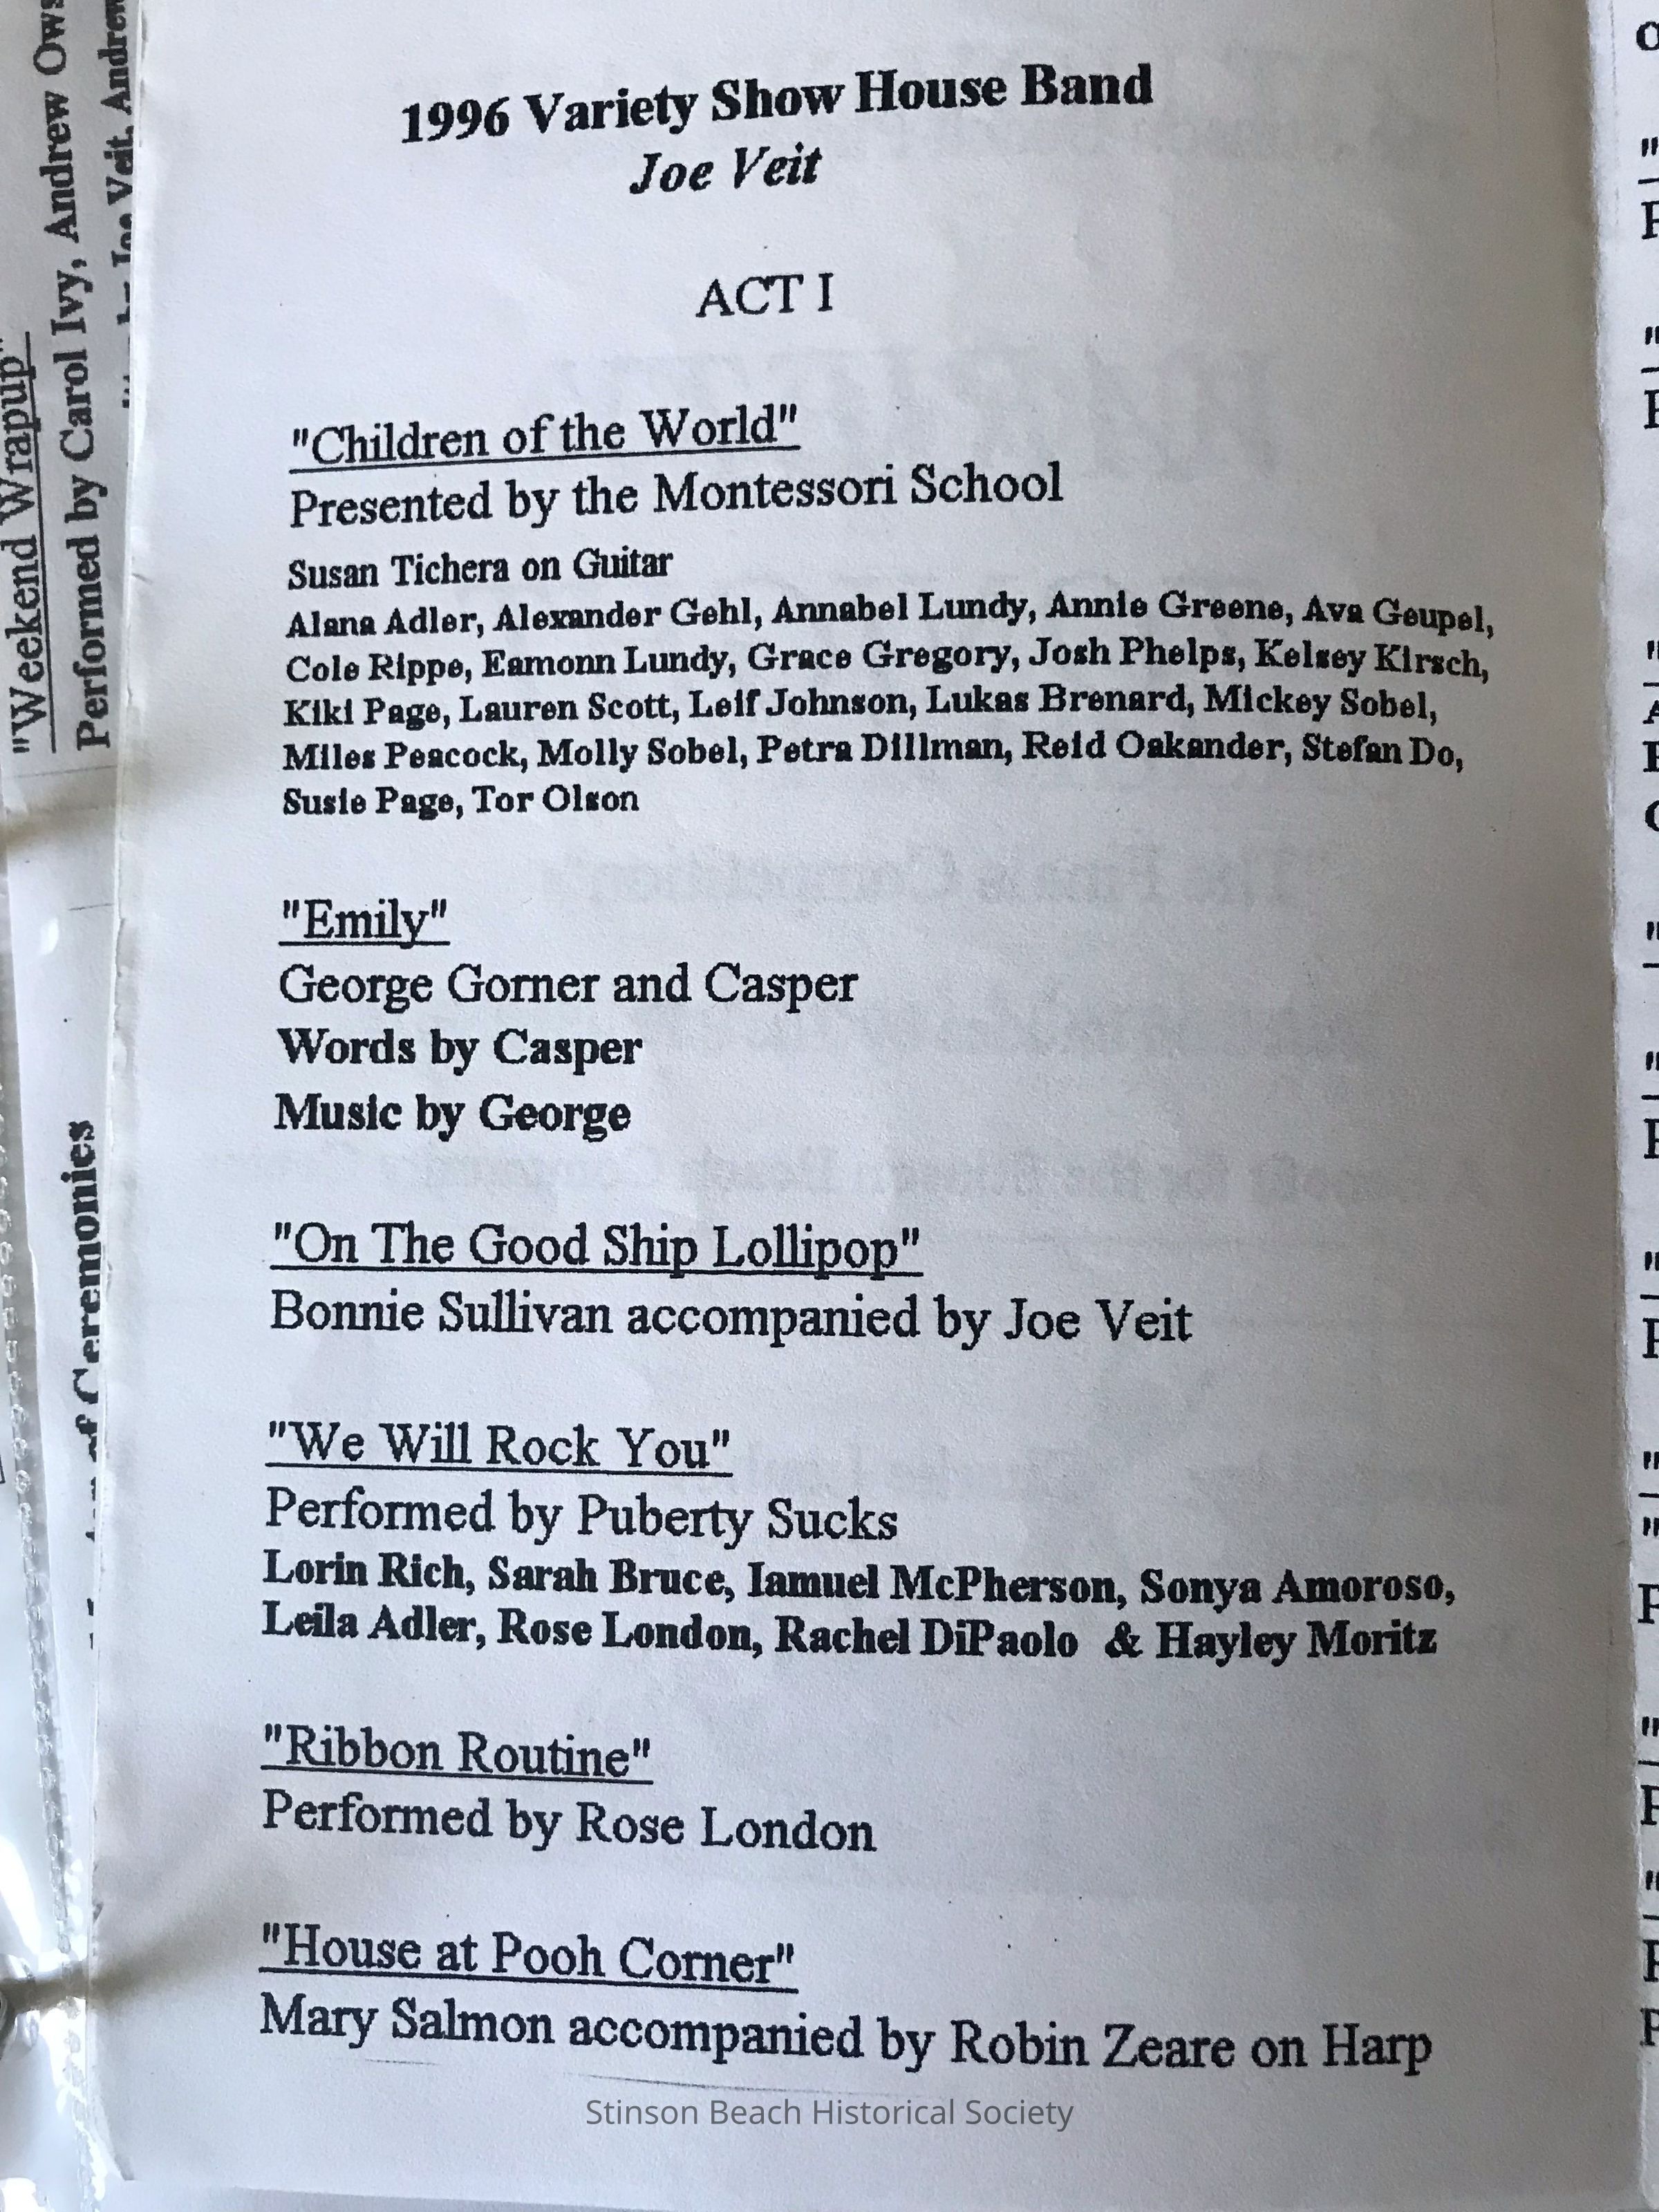 1996 Variety Show House Band
Joe Veit
ACT I
"Children of the World"
Presented by the Montessori School
Susan Tichera on Guitar
Alana Adler, Alexander Gehl, Annabel Lundy, Annie Greene, Ava Geupel,
Cole Rippe, Eamonn Lundy, Grace Gregory, Josh Phelps, Kelsey Kirsch,
Kiki Page, Lauren Scott, Leif Johnson, Lukas Brenard, Mickey Sobel,
Miles Peacock, Molly Sobel, Petra Dillman, Reid Oakander, Stefan Do,
Susie Page, Tor Olson
"Emily"
George Gorner and Casper
Words by Casper
Music by George
"On The Good Ship Lollipop"
Bonnie Sullivan accompanied by Joe Veit
"We Will Rock You"
Performed by Puberty Sucks
Lorin Rich, Sarah Bruce, Iamuel McPherson, Sonya Amoroso,
Leila Adler, Rose London, Rachel DiPaolo & Hayley Moritz
"Ribbon Routine"
Performed by Rose London
"House at Pooh Corner"
Mary Salmon accompanied by Robin Zeare on Harp
Stinson Beach Historical Society
"Weekend Wrapup"
Performed by Carol Ivy, Andrew
Joe Veit, Andrew
of Ceremonies